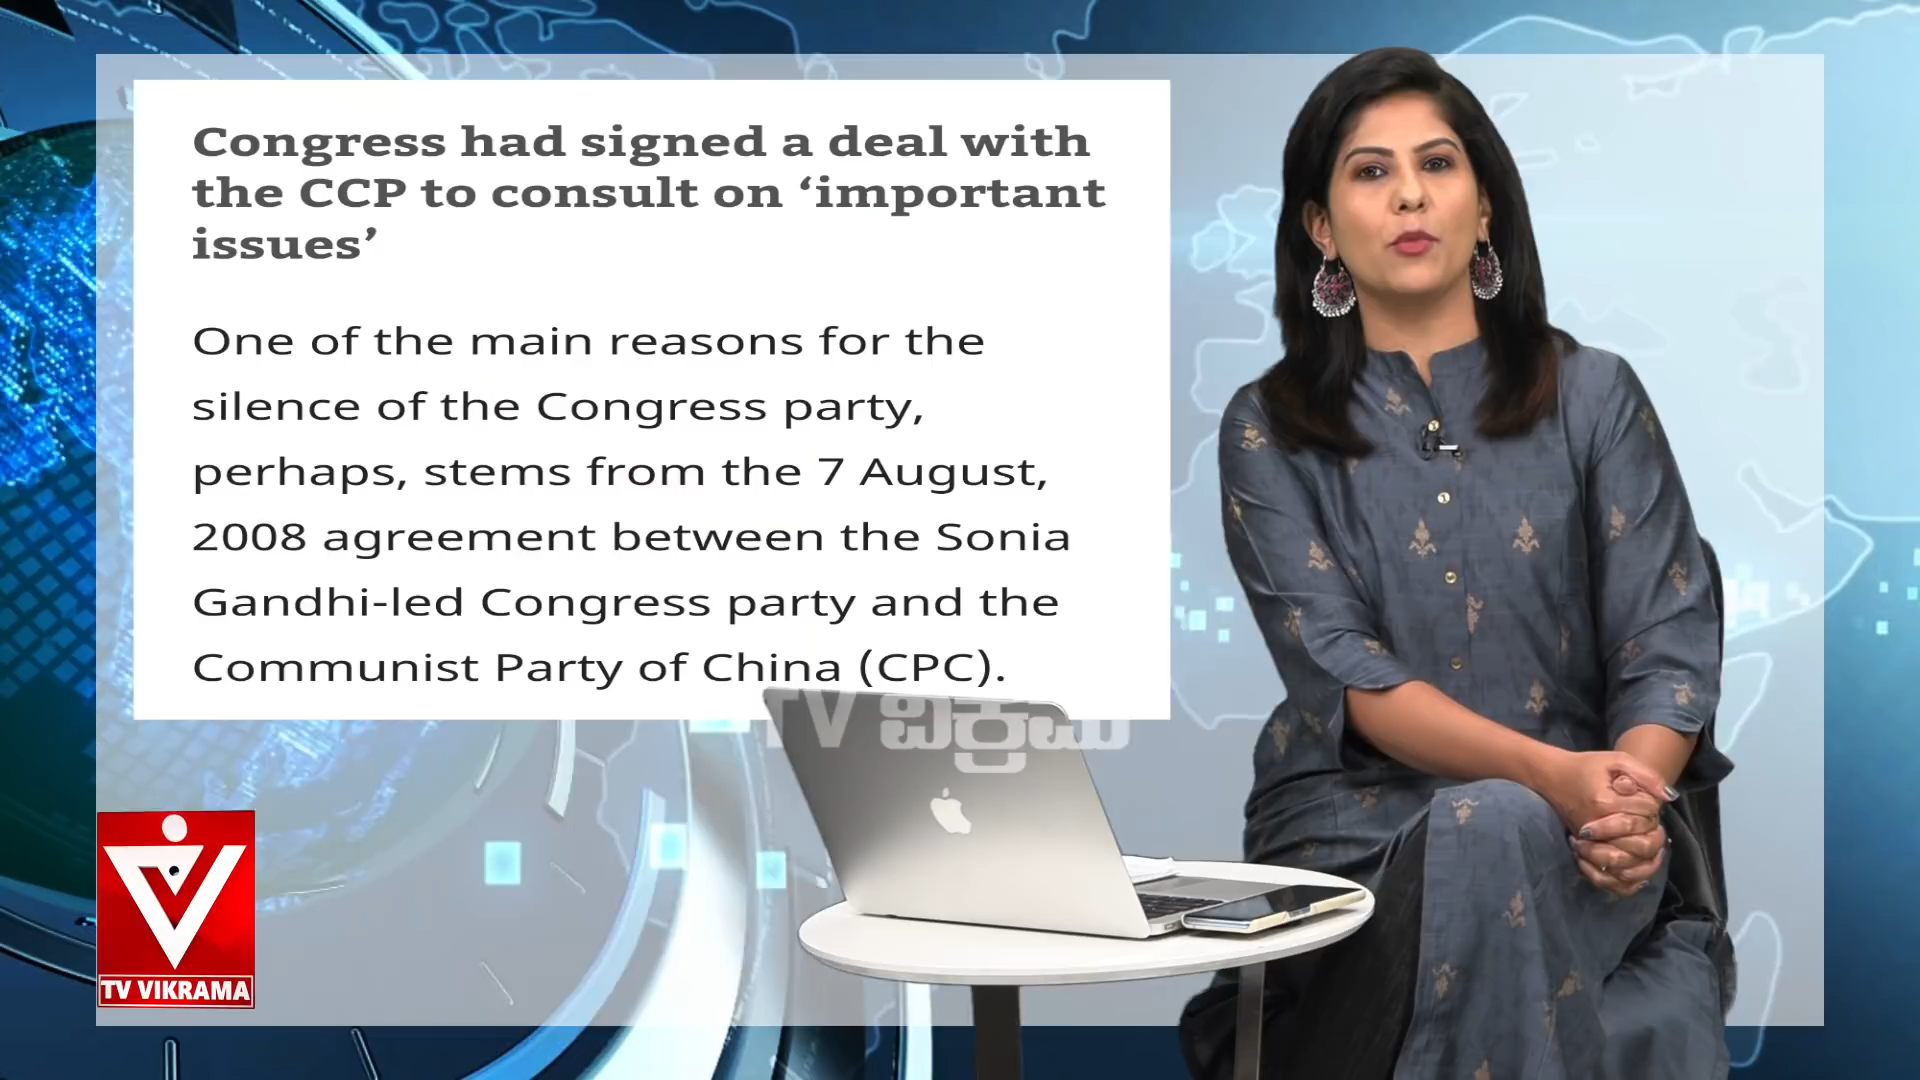 Congress had signed a deal with
the CCP to consult on ‘important
issues’
One of the main reasons for the
silence of the Congress party,
perhaps, stems from the 7 August,
2008 agreement between the Sonia
Gandhi-led Congress party and the
Communist Party of China (CPC).
TV ವಿಕ್ರಮ
TV VIKRAMA